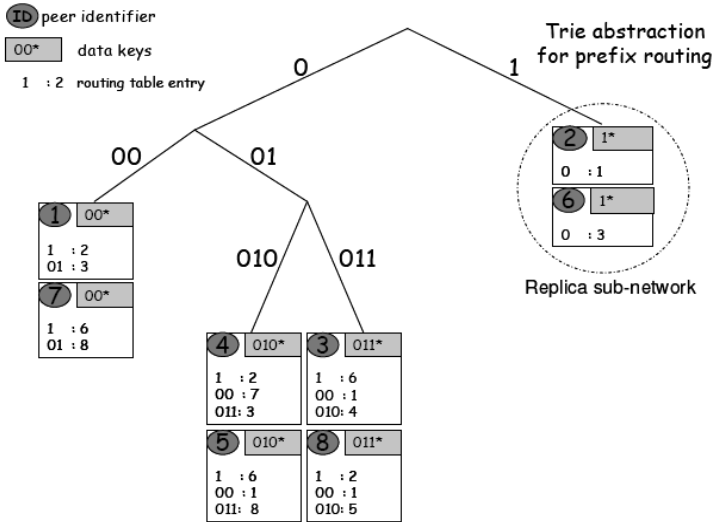 ID peer identifier
00* data keys
1 : 2 routing table entry
Trie abstraction
for prefix routing
0
1
00
01
2 1*
0 : 1
6 1*
0 : 3
Replica sub-network
1 00*
1 : 2
01 : 3
7 00*
1 : 6
01 : 8
010
011
4 010*
1 : 2
00 : 7
011: 3
3 011*
1 : 6
00 : 1
010: 4
5 010*
1 : 6
00 : 1
011: 8
8 011*
1 : 2
00 : 1
010: 5